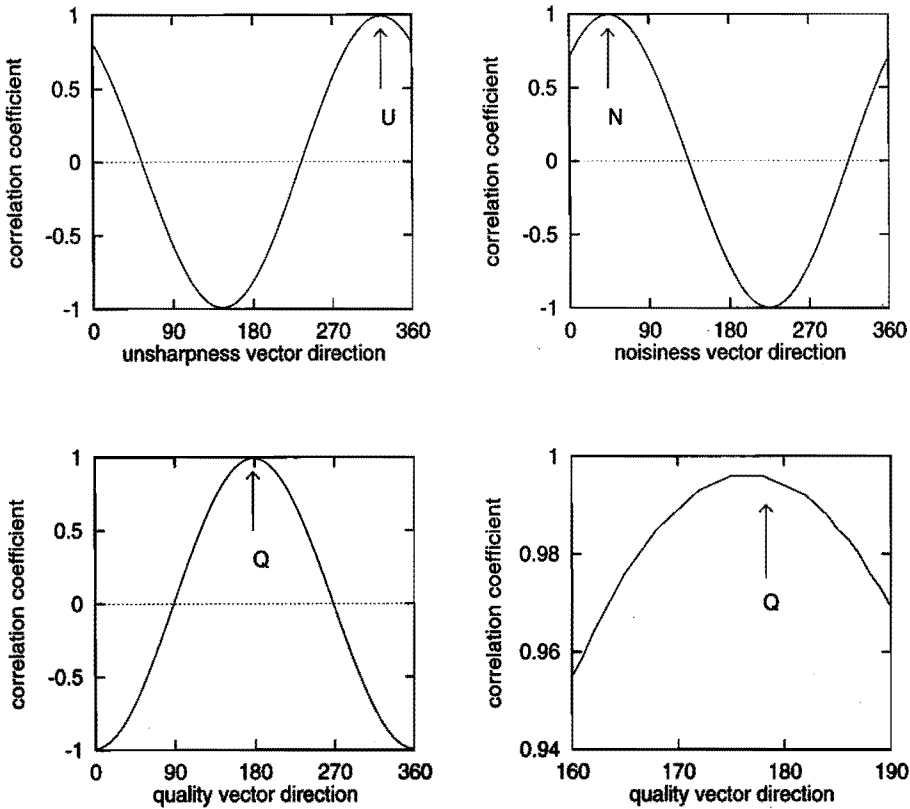 1
0.5
0
-0.5
-1
correlation coefficient
U
0 90 180 270 360
unsharpness vector direction
1
0.5
0
-0.5
-1
correlation coefficient
N
0 90 180 270 360
noisiness vector direction
1
0.5
0
-0.5
-1
correlation coefficient
Q
0 90 180 270 360
quality vector direction
1
0.98
0.96
0.94
correlation coefficient
Q
160 170 180 190
quality vector direction